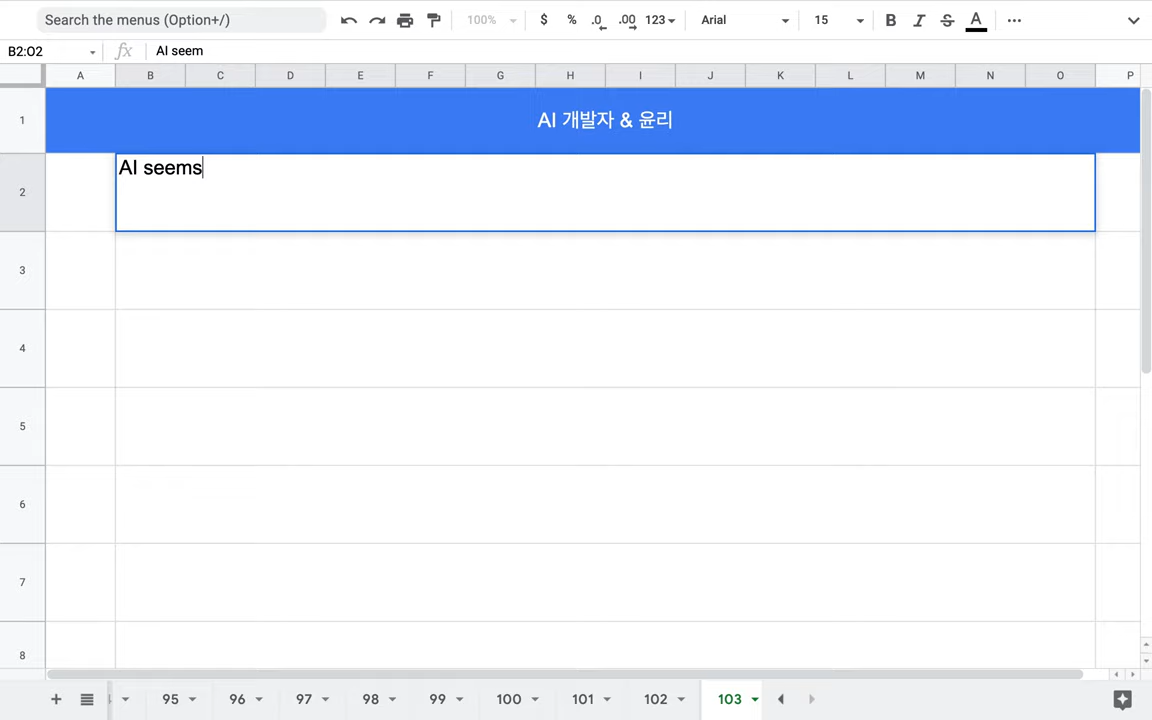 Search the menus (Option+/) 100% $ % .0 .00 123 Arial 15 B I S A
B2:O2 fx AI seem
A B C D E F G H I J K L M N O P
1 AI 개발자 & 윤리
2 AI seems
3
4
5
6
7
8
95 96 97 98 99 100 101 102 103